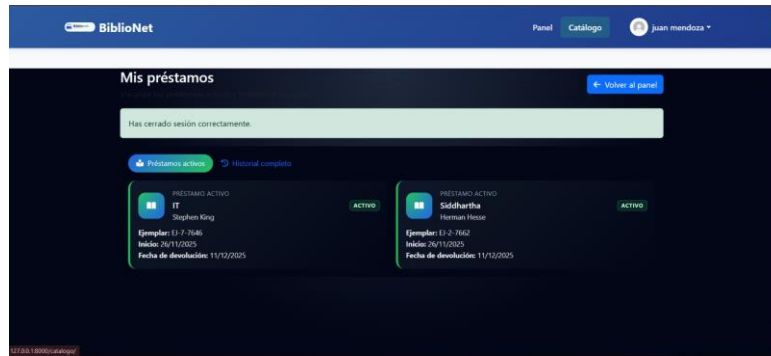 BiblioNet
Panel Catálogo juan mendoza
Mis préstamos
← Volver al panel
Has cerrado sesión correctamente.
Préstamos activos Historial completo
PRÉSTAMO ACTIVO
IT
ACTIVO
Stephen King
Ejemplar: EJ-7-7646
Inicio: 26/11/2025
Fecha de devolución: 11/12/2025
PRÉSTAMO ACTIVO
Siddhartha
ACTIVO
Herman Hesse
Ejemplar: EJ-2-7662
Inicio: 26/11/2025
Fecha de devolución: 11/12/2025
127.0.0.1:8000/catalogo/